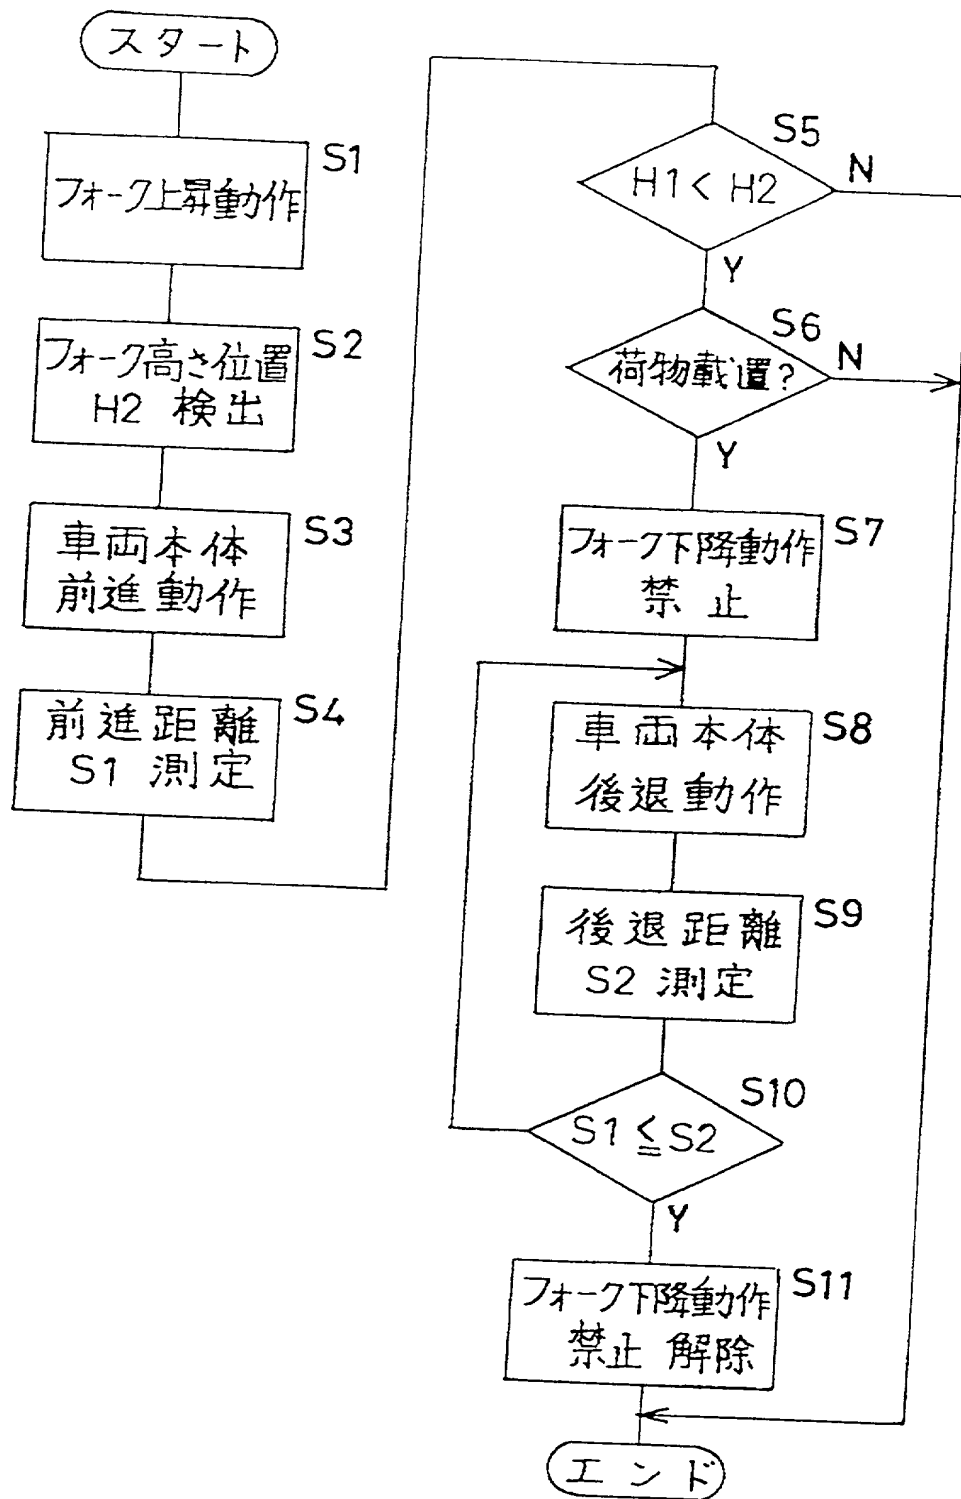 スタート
S1
フォーク上昇動作
S2
フォーク高さ位置
H2 検出
S3
車両本体
前進動作
S4
前進距離
S1 測定
S5
H1 < H2
N
Y
S6
荷物載置?
N
Y
S7
フォーク下降動作
禁止
S8
車両本体
後退動作
S9
後退距離
S2 測定
S10
S1 ≦ S2
Y
S11
フォーク下降動作
禁止 解除
エンド